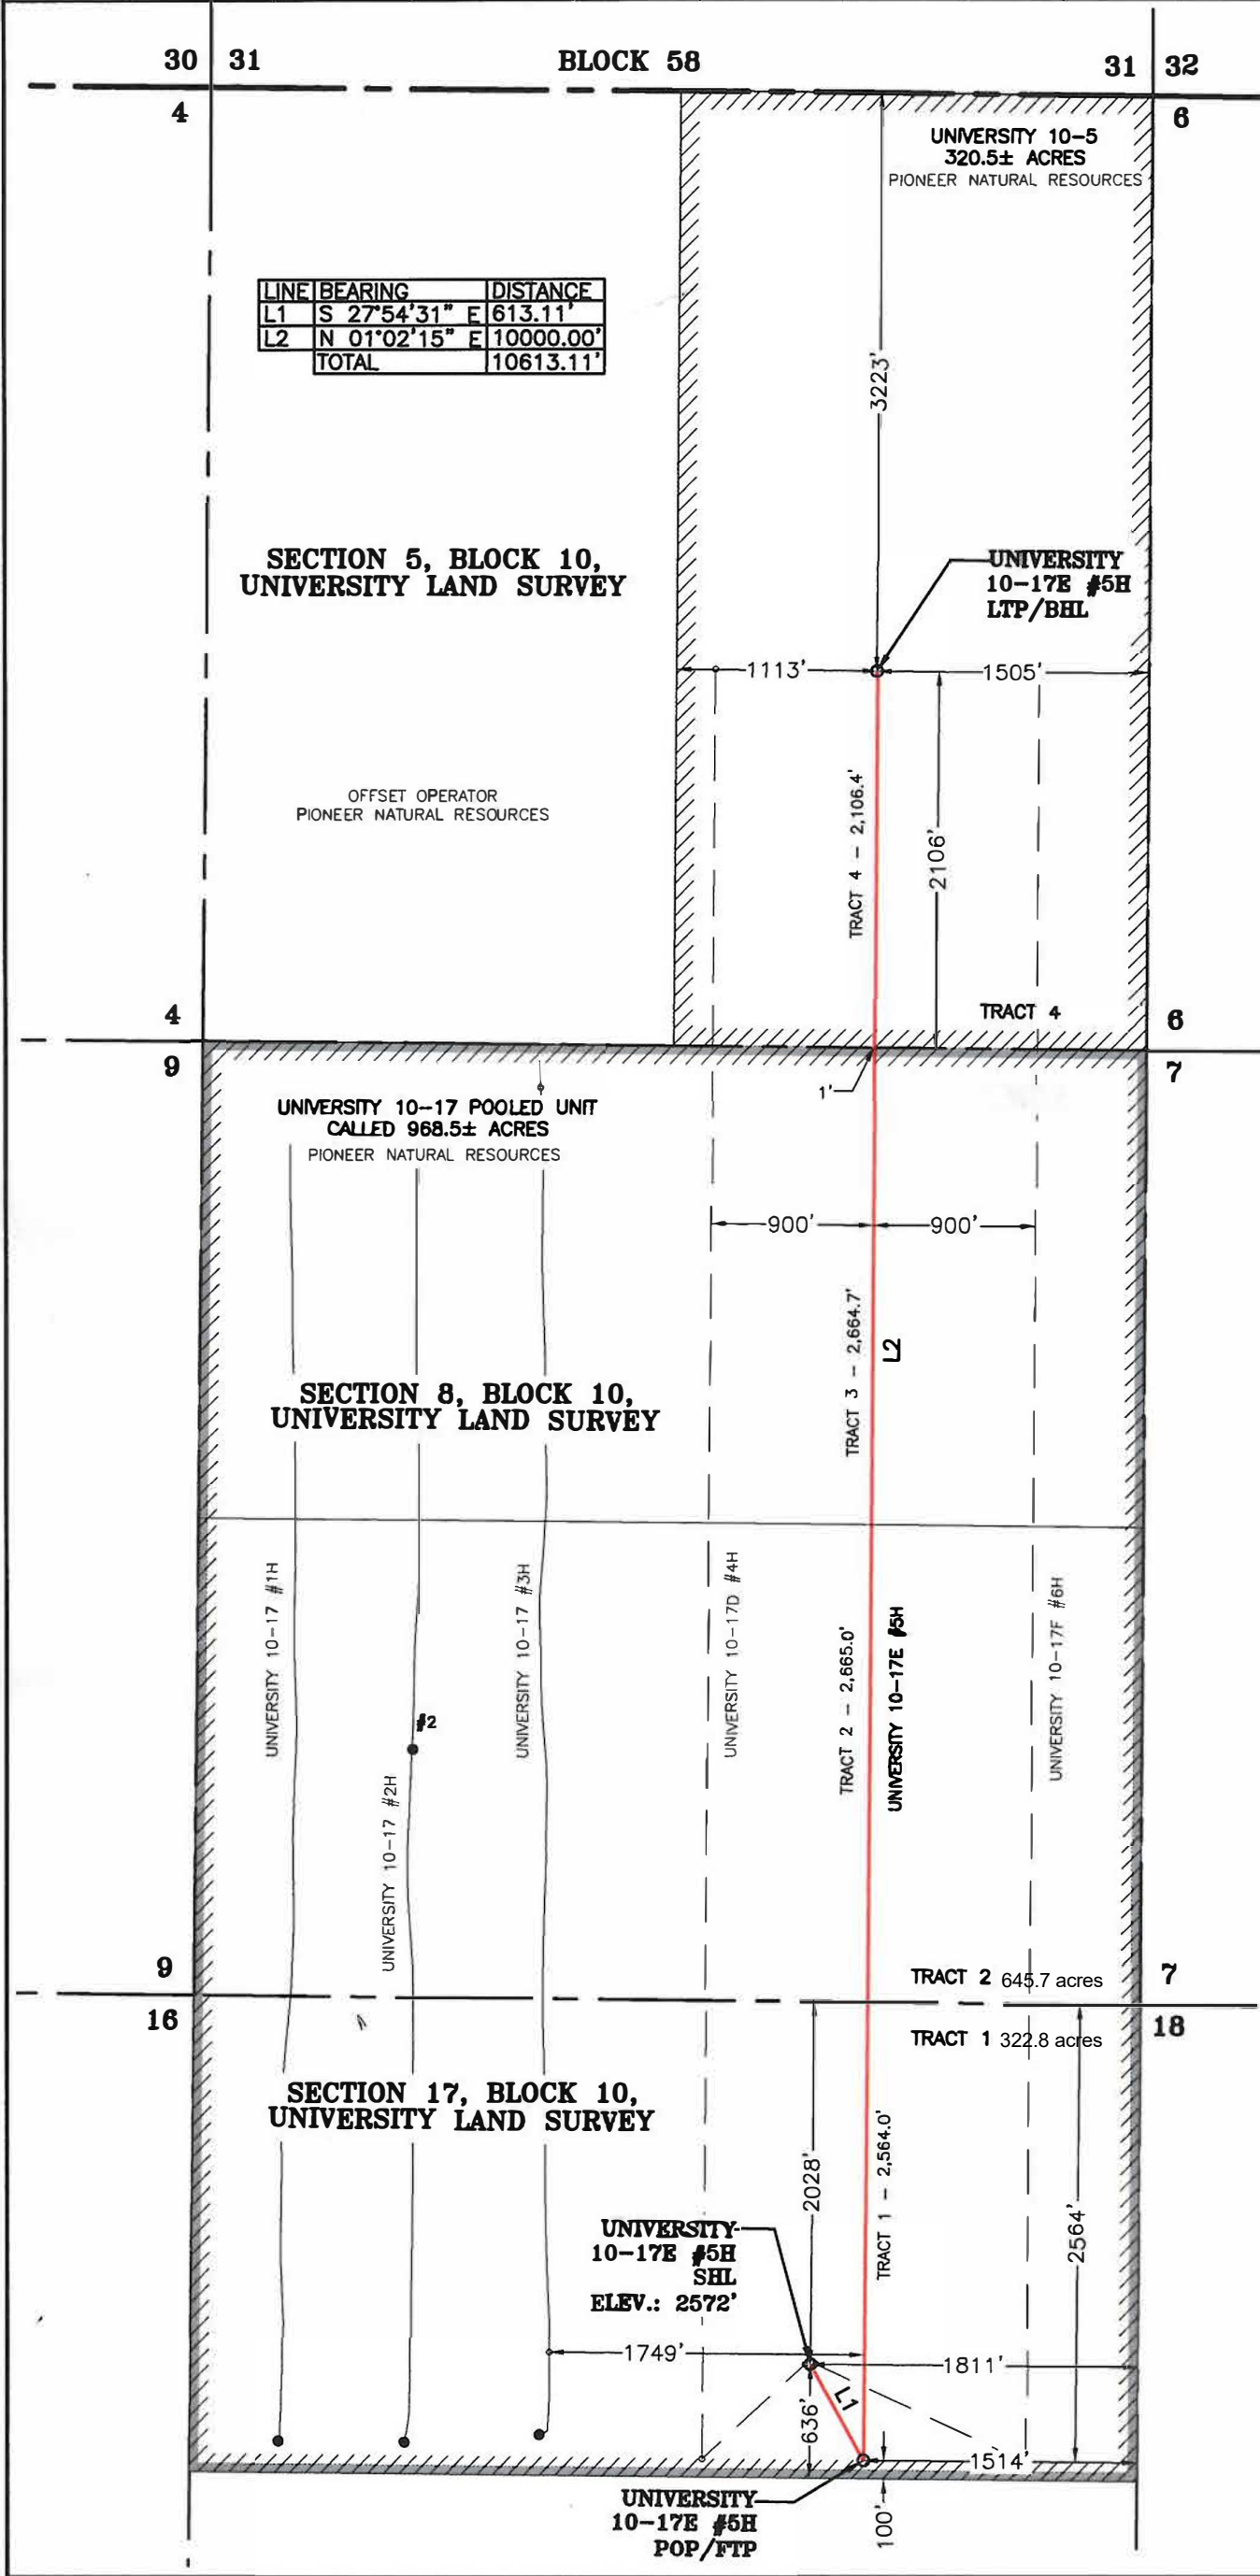 30 31 BLOCK 58 31 32
4 6
UNIVERSITY 10-5
320.5± ACRES
PIONEER NATURAL RESOURCES
LINE BEARING DISTANCE
L1 S 27°54'31" E 613.11'
L2 N 01°02'15" E 10000.00'
TOTAL 10613.11'
3223'
SECTION 5, BLOCK 10,
UNIVERSITY LAND SURVEY
UNIVERSITY
10-17E #5H
LTP/BHL
1113' 1505'
OFFSET OPERATOR
PIONEER NATURAL RESOURCES
TRACT 4 - 2,106.4'
2106'
TRACT 4
4 6
9 7
1'
UNIVERSITY 10-17 POOLED UNIT
CALLED 968.5± ACRES
PIONEER NATURAL RESOURCES
900' 900'
TRACT 3 - 2,664.7'
L2
SECTION 8, BLOCK 10,
UNIVERSITY LAND SURVEY
UNIVERSITY 10-17 #1H
UNIVERSITY 10-17 #2H
#2
UNIVERSITY 10-17 #3H
UNIVERSITY 10-17D #4H
TRACT 2 - 2,665.0'
UNIVERSITY 10-17E #5H
UNIVERSITY 10-17F #6H
9 7
TRACT 2 645.7 acres
16 18
TRACT 1 322.8 acres
SECTION 17, BLOCK 10,
UNIVERSITY LAND SURVEY
2028'
TRACT 1 - 2,564.0'
2564'
UNIVERSITY
10-17E #5H
SHL
ELEV.: 2572'
1749' 1811'
L1
636'
1514'
UNIVERSITY
10-17E #5H
POP/FTP
100'